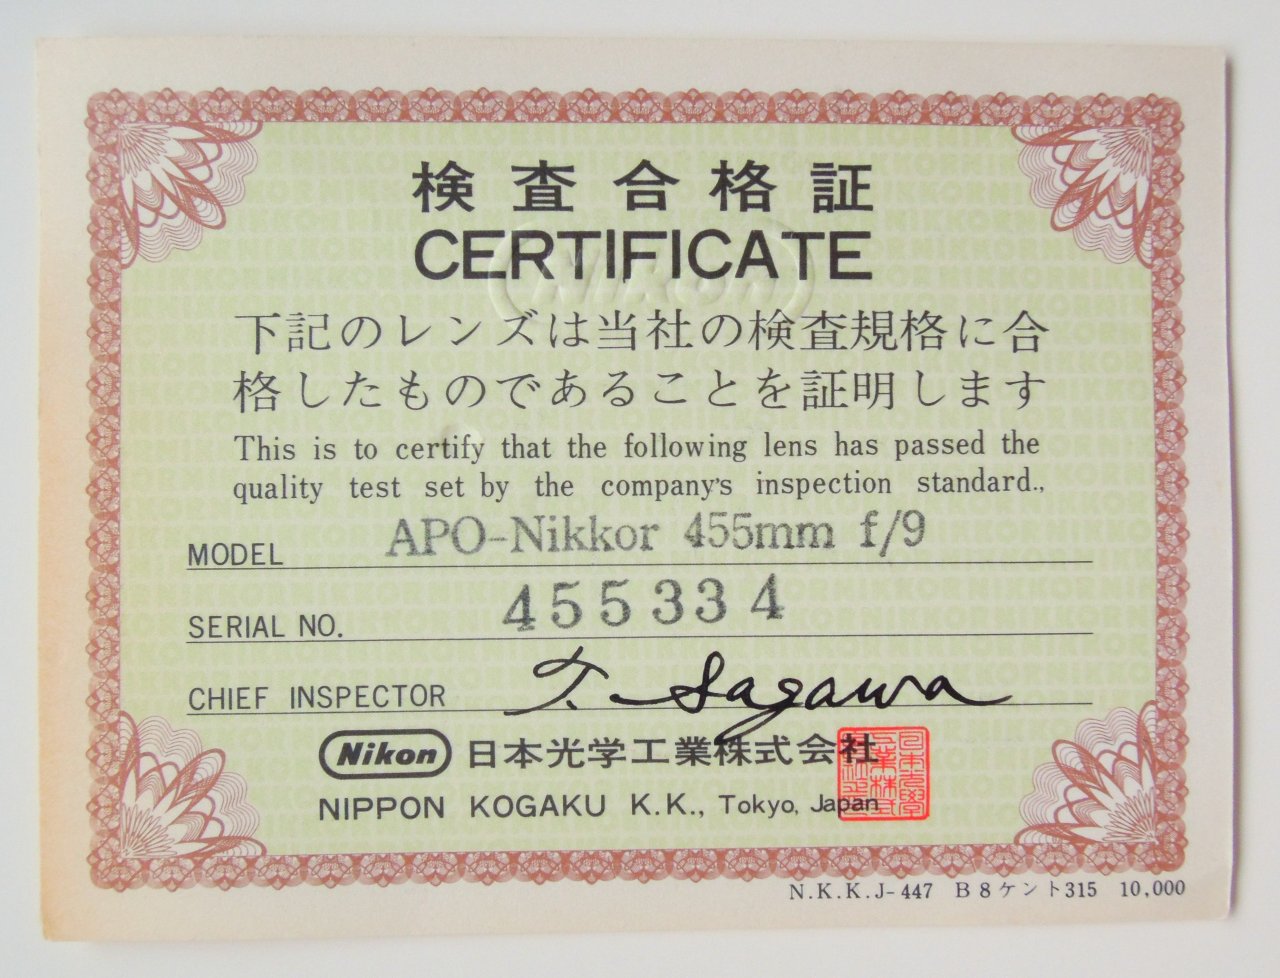 検査合格証
CERTIFICATE
Nikon
下記のレンズは当社の検査規格に合
格したものであることを証明します
This is to certify that the following lens has passed the
quality test set by the company's inspection standard.,
MODEL APO-Nikkor 455mm f/9
SERIAL NO. 455334
CHIEF INSPECTOR T. Sagawa
Nikon 日本光学工業株式会社
NIPPON KOGAKU K.K., Tokyo, Japan
N.K.K.J-447 B8ケント315 10,000